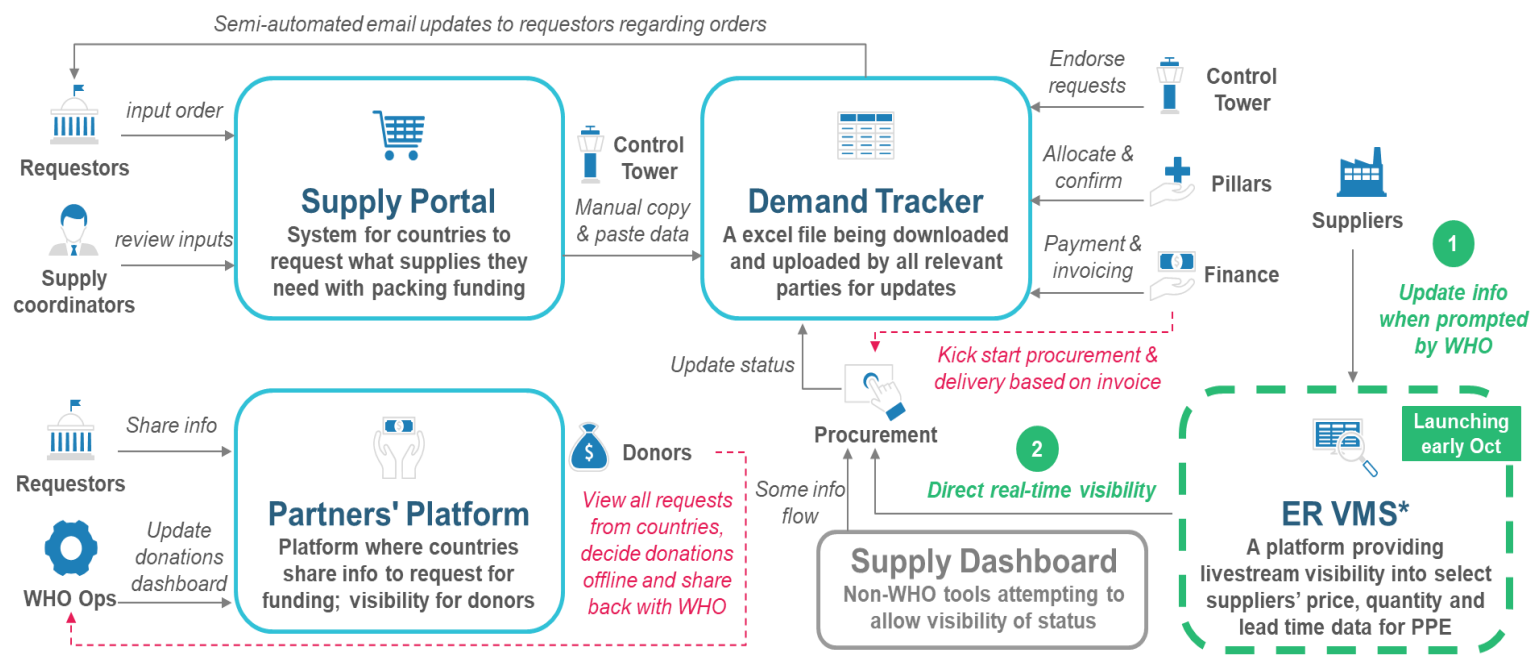 Semi-automated email updates to requestors regarding orders
Requestors
input order
Supply
coordinators
review inputs
Supply Portal
System for countries to
request what supplies they
need with packing funding
Control
Tower
Manual copy
& paste data
Demand Tracker
A excel file being downloaded
and uploaded by all relevant
parties for updates
Endorse
requests
Control
Tower
Allocate &
confirm
Pillars
Payment &
invoicing
Finance
Suppliers
1
Update info
when prompted
by WHO
Update status
Kick start procurement &
delivery based on invoice
Procurement
Requestors
Share info
WHO Ops
Update
donations
dashboard
Partners' Platform
Platform where countries
share info to request for
funding; visibility for donors
$
Donors
View all requests
from countries,
decide donations
offline and share
back with WHO
2
Direct real-time visibility
Some info
flow
Supply Dashboard
Non-WHO tools attempting to
allow visibility of status
Launching
early Oct
ER VMS*
A platform providing
livestream visibility into select
suppliers’ price, quantity and
lead time data for PPE